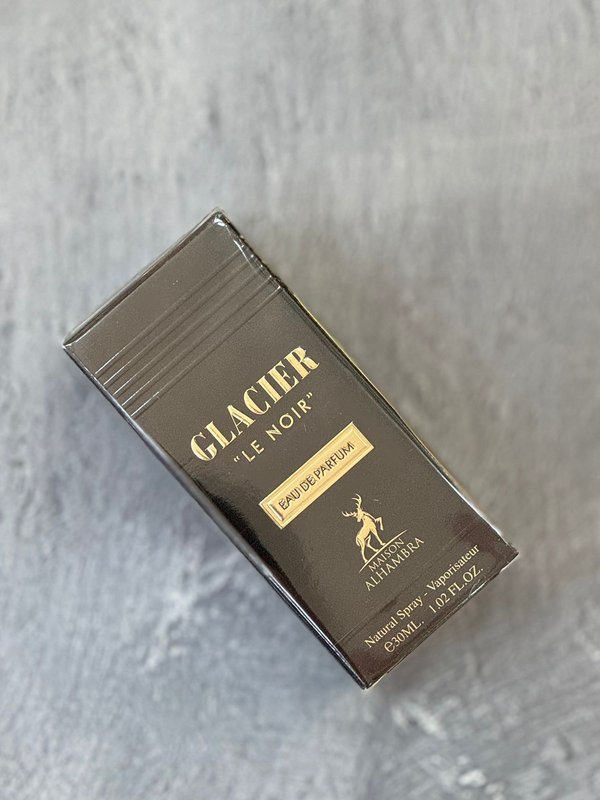 GLACIER
"LE NOIR"
EAU DE PARFUM
MAISON
ALHAMBRA
Natural Spray - Vaporisateur
℮30ML. 1.02 FL.OZ.